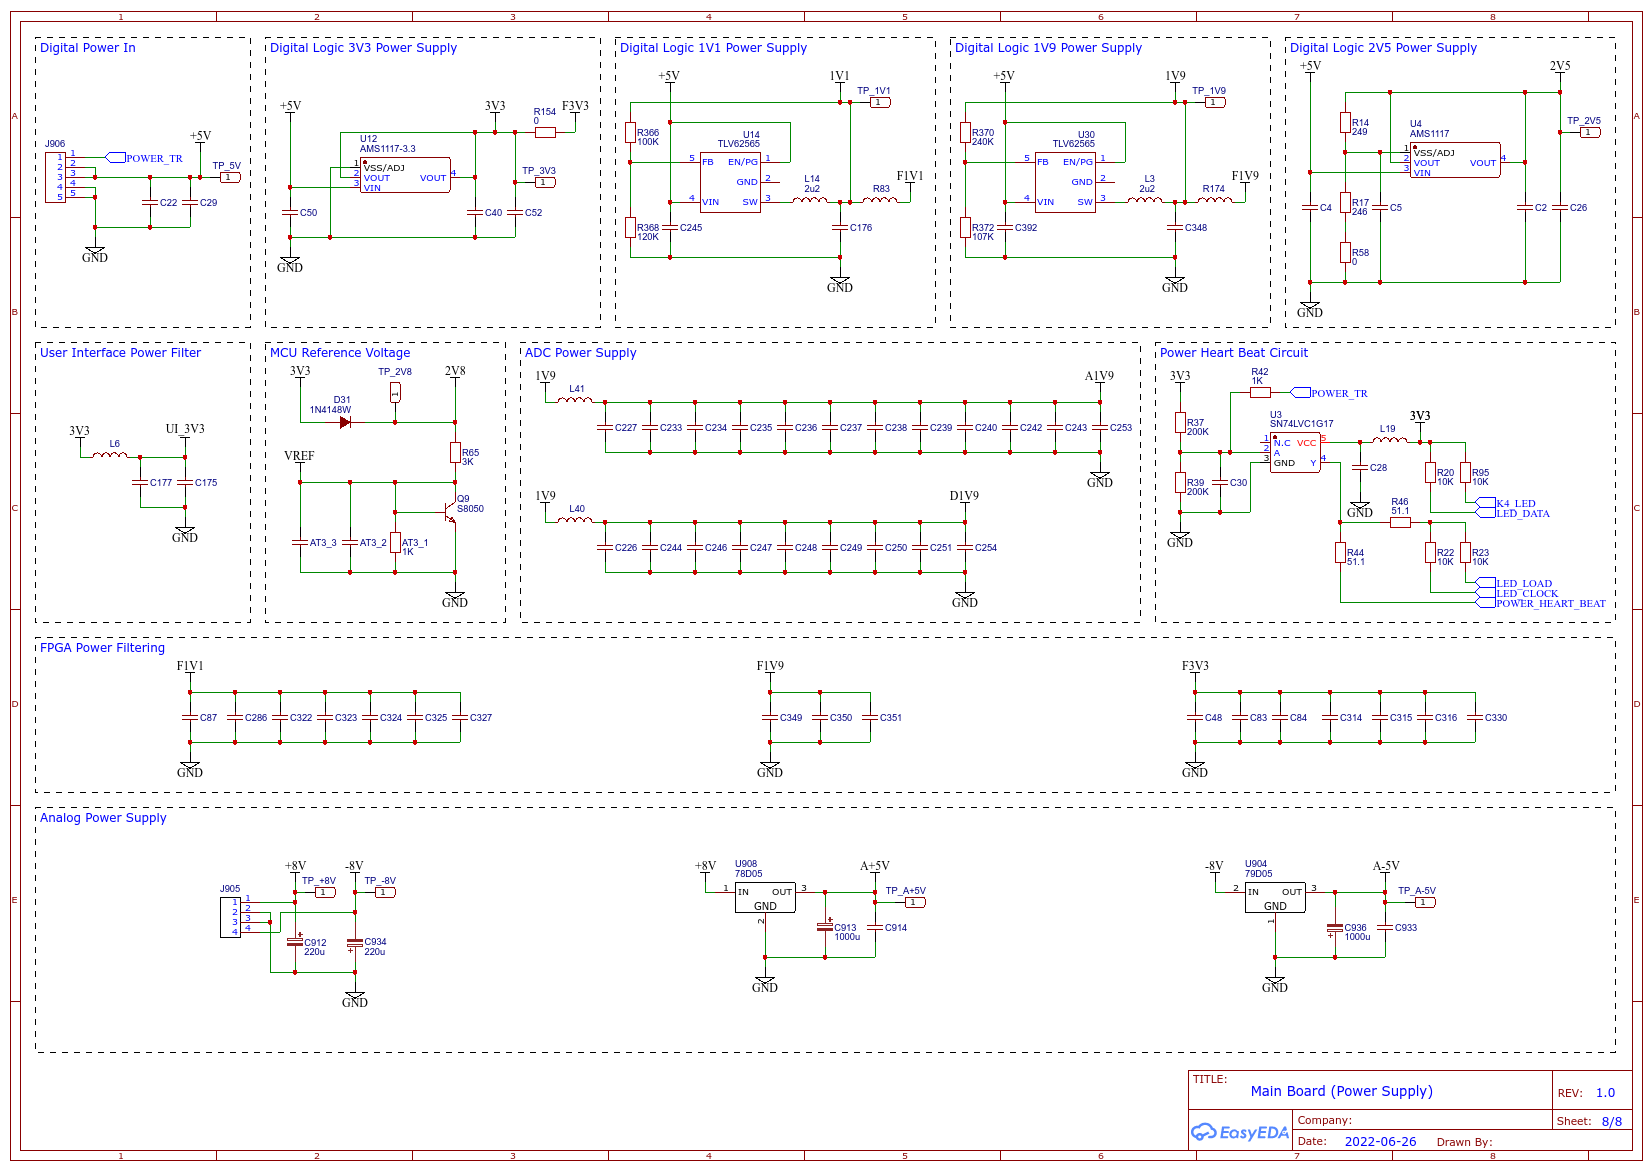 1 2 3 4 5 6 7 8
A
B
C
D
E
A
B
C
D
E
Digital Power In
J906
1
2
3
4
5
1
2
3
4
5
POWER_TR
+5V
TP_5V
1
C22
C29
GND
Digital Logic 3V3 Power Supply
+5V
3V3
R154
0
F3V3
U12
AMS1117-3.3
1 VSS/ADJ
2 VOUT
3 VIN
VOUT 4
TP_3V3
1
C50
C40
C52
GND
Digital Logic 1V1 Power Supply
+5V
1V1
TP_1V1
1
R366
100K
U14
TLV62565
5 FB EN/PG 1
GND 2
4 VIN SW 3
L14
2u2
R83
F1V1
R368
120K
C245
C176
GND
Digital Logic 1V9 Power Supply
+5V
1V9
TP_1V9
1
R370
240K
U30
TLV62565
5 FB EN/PG 1
GND 2
4 VIN SW 3
L3
2u2
R174
F1V9
R372
107K
C392
C348
GND
Digital Logic 2V5 Power Supply
+5V
2V5
R14
249
U4
AMS1117
1 VSS/ADJ
2 VOUT
3 VIN
VOUT 4
TP_2V5
1
C4
R17
246
C5
C2
C26
R58
0
GND
User Interface Power Filter
3V3
L6
UI_3V3
C177
C175
GND
MCU Reference Voltage
3V3
TP_2V8
1
2V8
D31
1N4148W
R65
3K
VREF
Q9
S8050
AT3_3
AT3_2
AT3_1
1K
GND
ADC Power Supply
1V9
L41
A1V9
C227 C233 C234 C235 C236 C237 C238 C239 C240 C242 C243 C253
GND
1V9
L40
D1V9
C226 C244 C246 C247 C248 C249 C250 C251 C254
GND
Power Heart Beat Circuit
3V3
R42
1K
POWER_TR
R37
200K
U3
SN74LVC1G17
1 N.C VCC 5
2 A
3 GND Y 4
L19
3V3
R39
200K
C30
GND
C28
GND
R20
10K
R95
10K
K4_LED
LED_DATA
R46
51.1
R44
51.1
R22
10K
R23
10K
LED_LOAD
LED_CLOCK
POWER_HEART_BEAT
FPGA Power Filtering
F1V1
C87 C286 C322 C323 C324 C325 C327
GND
F1V9
C349 C350 C351
GND
F3V3
C48 C83 C84 C314 C315 C316 C330
GND
Analog Power Supply
+8V
-8V
TP_+8V
1
TP_-8V
1
J905
1
2
3
4
1
2
3
4
+
C912
220u
C934
220u
+
GND
+8V
U908
78D05
1 IN OUT 3
GND
2
A+5V
TP_A+5V
1
+
C913
1000u
C914
GND
-8V
U904
79D05
2 IN OUT 3
GND
1
A-5V
TP_A-5V
1
C936
1000u
+
C933
GND
TITLE:
Main Board (Power Supply)
REV: 1.0
EasyEDA
Company:
Sheet: 8/8
Date: 2022-06-26 Drawn By:
1 2 3 4 5 6 7 8